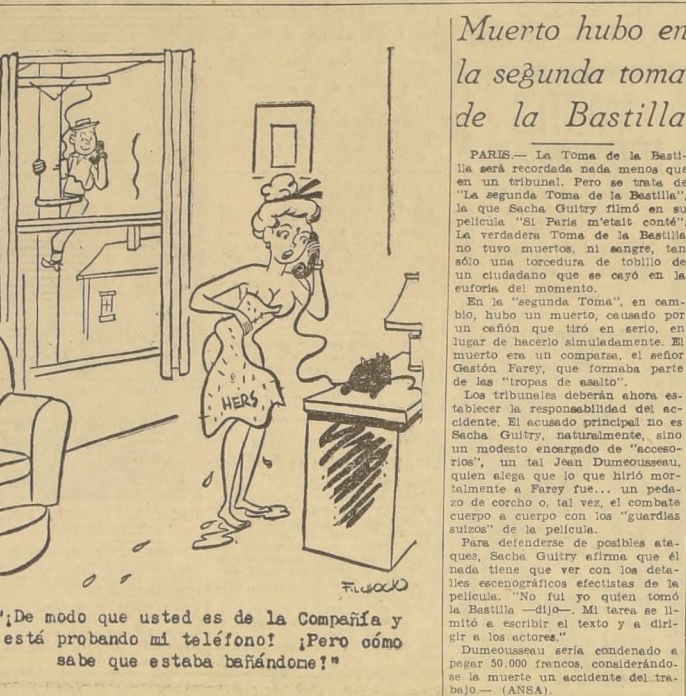 HERS
FILCHOCK
"¡De modo que usted es de la Compañía y
está probando mi teléfono! ¡Pero cómo
sabe que estaba bañándome!"
Muerto hubo en
la segunda toma
de la Bastilla
PARIS.— La Toma de la Basti-
lla será recordada nada menos que
en un tribunal. Pero se trata de
"La segunda Toma de la Bastilla",
la que Sacha Guitry filmó en su
película "Si Paris m'etait conté".
La verdadera Toma de la Bastilla
no tuvo muertos, ni sangre, tan
sólo una torcedura de tobillo de
un ciudadano que se cayó en la
euforia del momento.
En la "segunda Toma", en cam-
bio, hubo un muerto, causado por
un cañón que tiró en serio, en
lugar de hacerlo simuladamente. El
muerto era un comparsa, el señor
Gastón Farey, que formaba parte
de las "tropas de asalto".
Los tribunales deberán ahora es-
tablecer la responsabilidad del ac-
cidente. El acusado principal no es
Sacha Guitry, naturalmente, sino
un modesto encargado de "acceso-
rios", un tal Jean Dumeousseau,
quien alega que lo que hirió mor-
talmente a Farey fue... un peda-
zo de corcho o, tal vez, el combate
cuerpo a cuerpo con los "guardias
suizos" de la película.
Para defenderse de posibles ata-
ques, Sacha Guitry afirma que él
nada tiene que ver con los deta-
lles escenográficos efectistas de la
película. "No fui yo quien tomó
la Bastilla —dijo—. Mi tarea se li-
mitó a escribir el texto y a diri-
gir a los actores."
Dumeousseau sería condenado a
pagar 50.000 francos, considerándo-
se la muerte un accidente del tra-
bajo.— (ANSA).